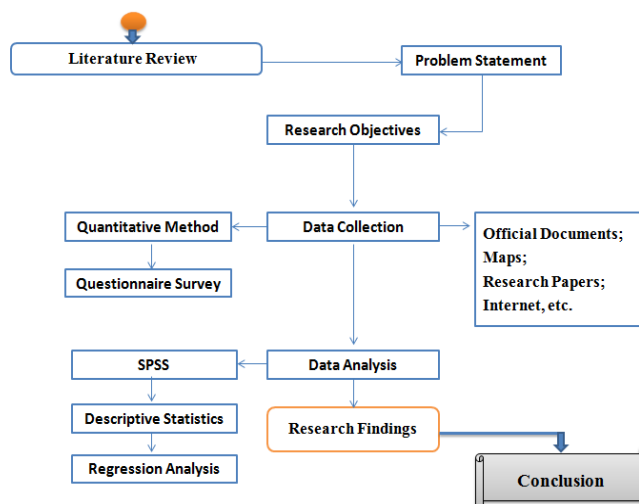 Literature Review
Problem Statement
Research Objectives
Quantitative Method
Data Collection
Official Documents;
Maps;
Research Papers;
Internet, etc.
Questionnaire Survey
SPSS
Data Analysis
Descriptive Statistics
Research Findings
Regression Analysis
Conclusion